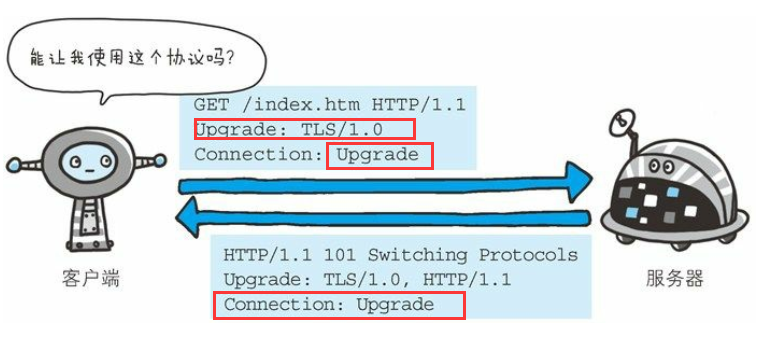 能让我使用这个协议吗?
GET /index.htm HTTP/1.1
Upgrade: TLS/1.0
Connection: Upgrade
HTTP/1.1 101 Switching Protocols
Upgrade: TLS/1.0, HTTP/1.1
Connection: Upgrade
客户端
服务器